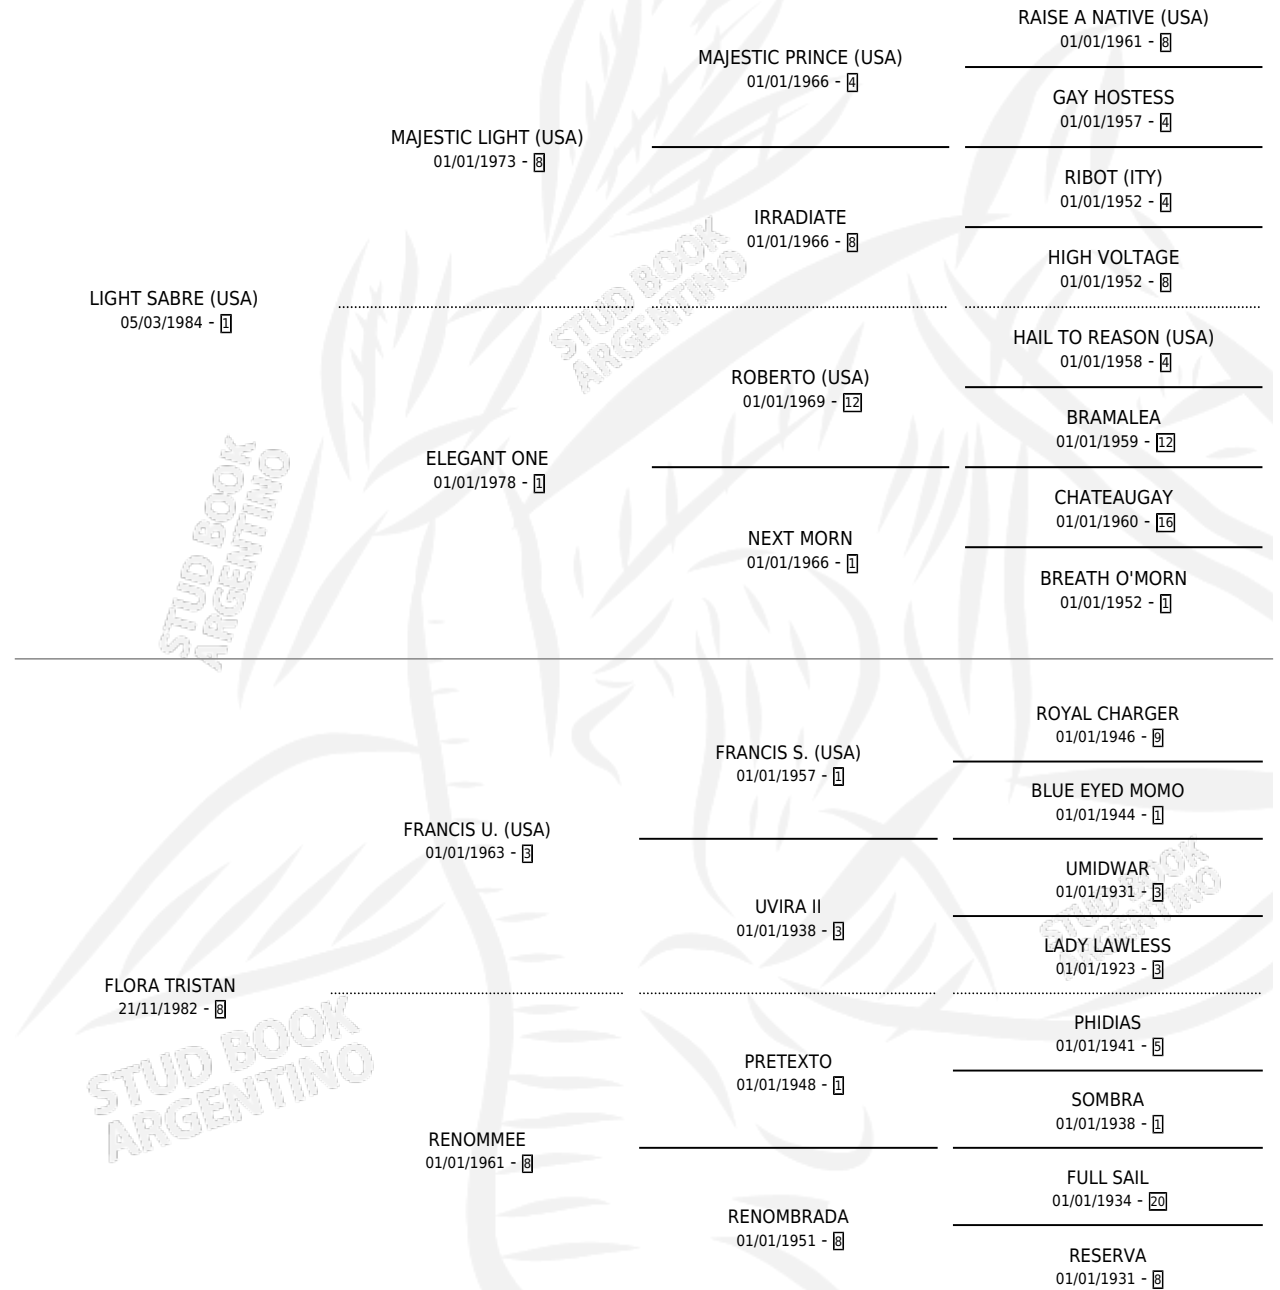 RAISE A NATIVE (USA)
01/01/1961 - 8
MAJESTIC PRINCE (USA)
01/01/1966 - 4
GAY HOSTESS
01/01/1957 - 4
MAJESTIC LIGHT (USA)
01/01/1973 - 8
RIBOT (ITY)
01/01/1952 - 4
IRRADIATE
01/01/1966 - 8
HIGH VOLTAGE
01/01/1952 - 8
LIGHT SABRE (USA)
05/03/1984 - 1
HAIL TO REASON (USA)
01/01/1958 - 4
ROBERTO (USA)
01/01/1969 - 12
BRAMALEA
01/01/1959 - 12
ELEGANT ONE
01/01/1978 - 1
CHATEAUGAY
01/01/1960 - 16
NEXT MORN
01/01/1966 - 1
BREATH O'MORN
01/01/1952 - 1
ROYAL CHARGER
01/01/1946 - 9
FRANCIS S. (USA)
01/01/1957 - 1
BLUE EYED MOMO
01/01/1944 - 1
FRANCIS U. (USA)
01/01/1963 - 3
UMIDWAR
01/01/1931 - 3
UVIRA II
01/01/1938 - 3
LADY LAWLESS
01/01/1923 - 3
FLORA TRISTAN
21/11/1982 - 8
PHIDIAS
01/01/1941 - 5
PRETEXTO
01/01/1948 - 1
SOMBRA
01/01/1938 - 1
RENOMMEE
01/01/1961 - 8
FULL SAIL
01/01/1934 - 20
RENOMBRADA
01/01/1951 - 8
RESERVA
01/01/1931 - 8
STUD BOOK
ARGENTINO
STUD BOOK
ARGENTINO
STUD BOOK
ARGENTINO
STUD BOOK
ARGENTINO